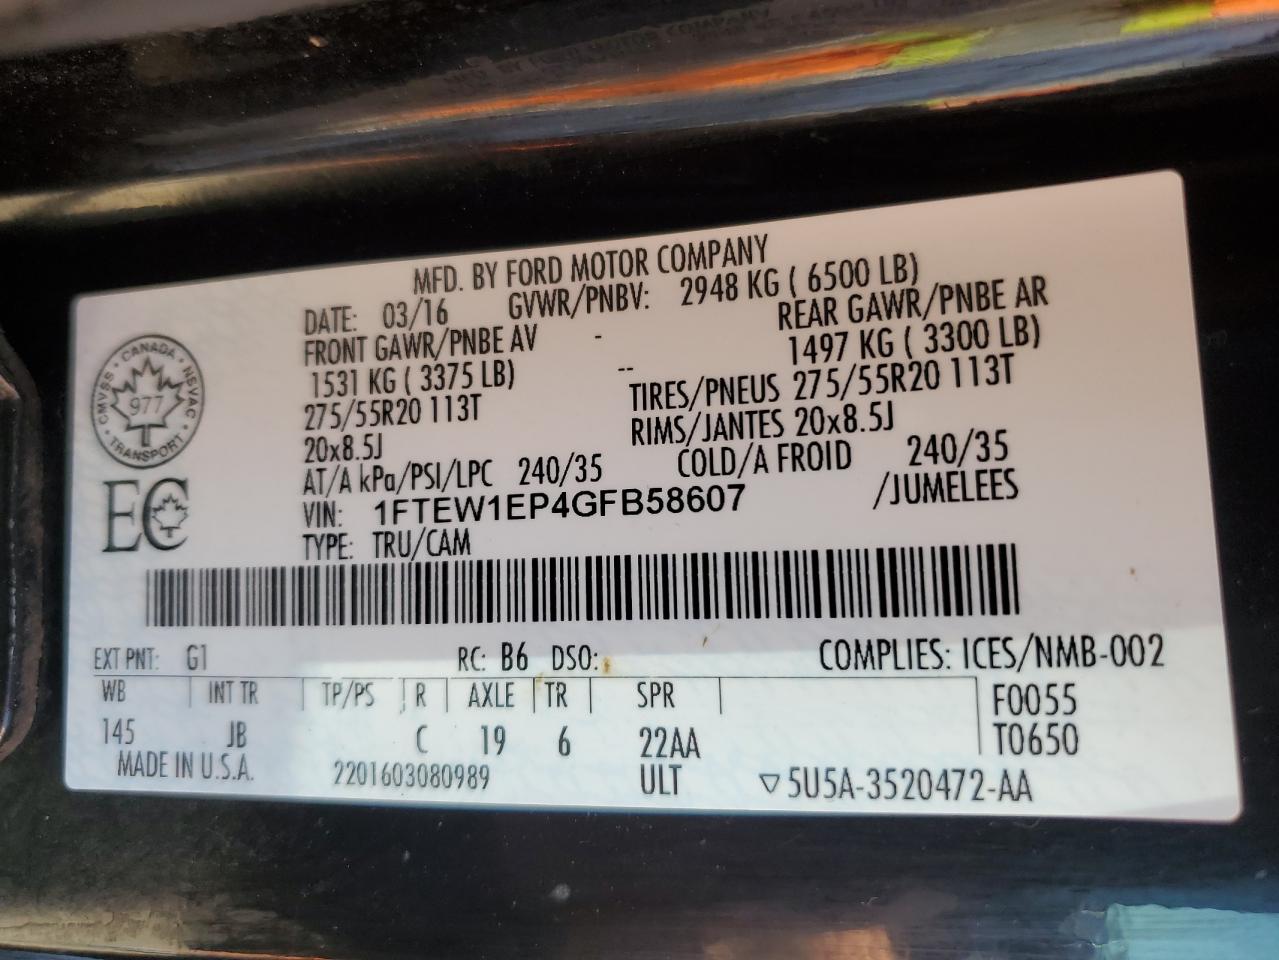 MFD. BY FORD MOTOR COMPANY
DATE: 03/16 GVWR/PNBV: 2948 KG ( 6500 LB)
FRONT GAWR/PNBE AV - REAR GAWR/PNBE AR
1531 KG ( 3375 LB) -- 1497 KG ( 3300 LB)
275/55R20 113T TIRES/PNEUS 275/55R20 113T
20x8.5J RIMS/JANTES 20x8.5J
AT/A kPa/PSI/LPC 240/35 COLD/A FROID 240/35
VIN: 1FTEW1EP4GFB58607 /JUMELEES
TYPE: TRU/CAM
CMVSS • CANADA • NSVAC • TRANSPORT •
977
EC
EXT PNT: G1 RC: B6 DSO: COMPLIES: ICES/NMB-002
WB INT TR TP/PS R AXLE TR SPR F0055
145 JB C 19 6 22AA T0650
MADE IN U.S.A. 2201603080989 ULT ▽5U5A-3520472-AA